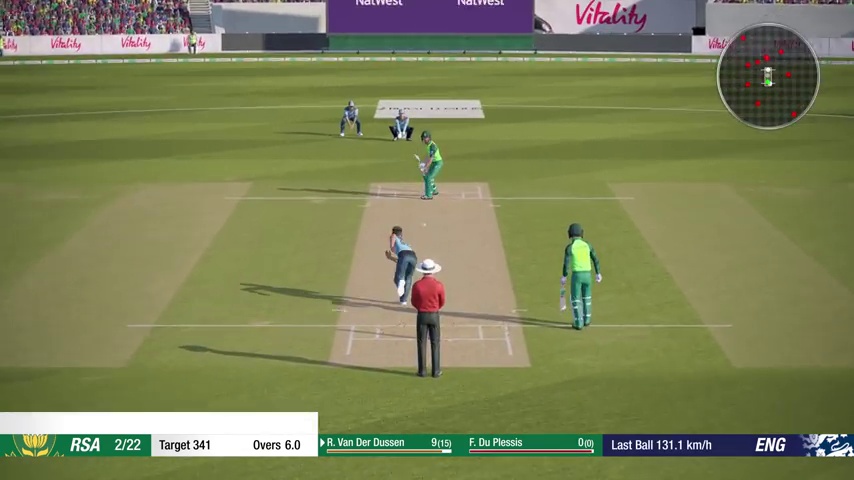 NatWest NatWest
Vitality Vitality Vitality
Vitality
RSA 2/22 Target 341 Overs 6.0 R. Van Der Dussen 9(15) F. Du Plessis 0(0) Last Ball 131.1 km/h ENG